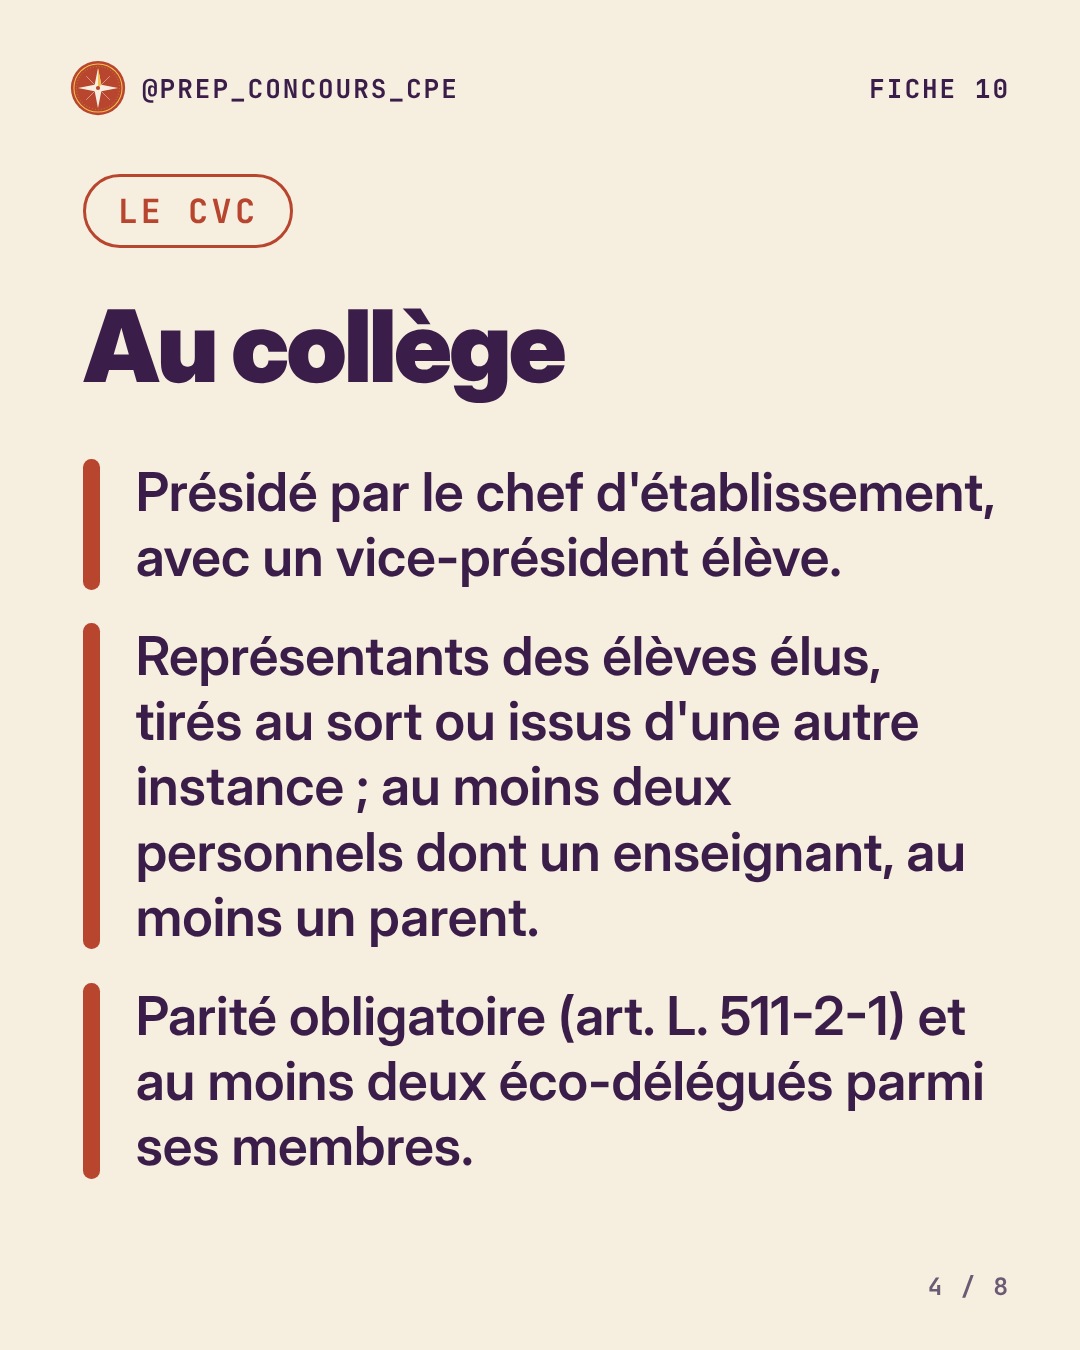 @PREP_CONCOURS_CPE
FICHE 10
LE CVC
Au collège
Présidé par le chef d'établissement,
avec un vice-président élève.
Représentants des élèves élus,
tirés au sort ou issus d'une autre
instance ; au moins deux
personnels dont un enseignant, au
moins un parent.
Parité obligatoire (art. L. 511-2-1) et
au moins deux éco-délégués parmi
ses membres.
4 / 8